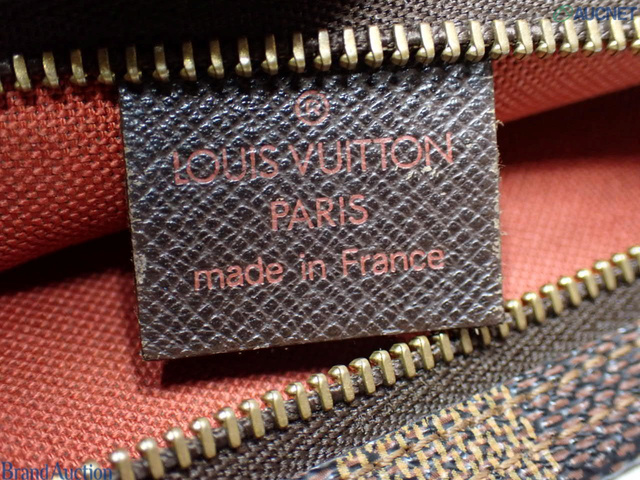 AUCNET
®
LOUIS VUITTON
PARIS
made in France
Brand Auction